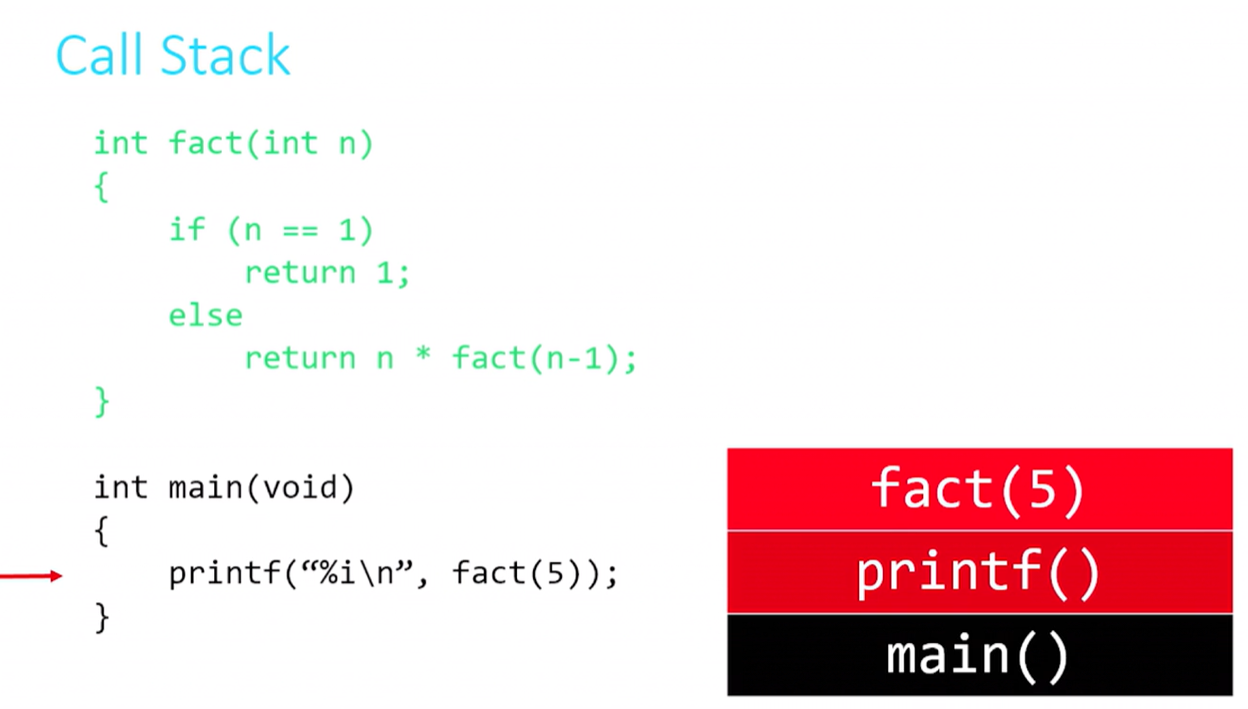 Call Stack
int fact(int n)
{
    if (n == 1)
        return 1;
    else
        return n * fact(n-1);
}
int main(void)
{
    printf(“%i\n”, fact(5));
}
fact(5)
printf()
main()